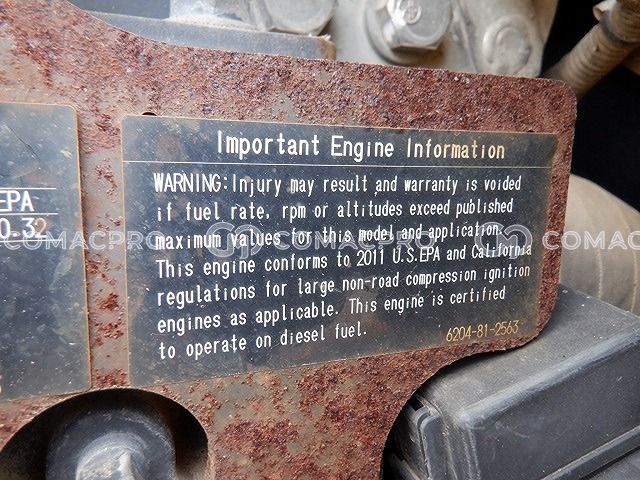 Important Engine Information
WARNING: Injury may result and warranty is voided
if fuel rate, rpm or altitudes exceed published
maximum values for this model and application.
This engine conforms to 2011 U.S.EPA and California
regulations for large non-road compression ignition
engines as applicable. This engine is certified
to operate on diesel fuel.
6204-81-2563
EPA
0-32
COMACPRO
COMACPRO
COMACPRO